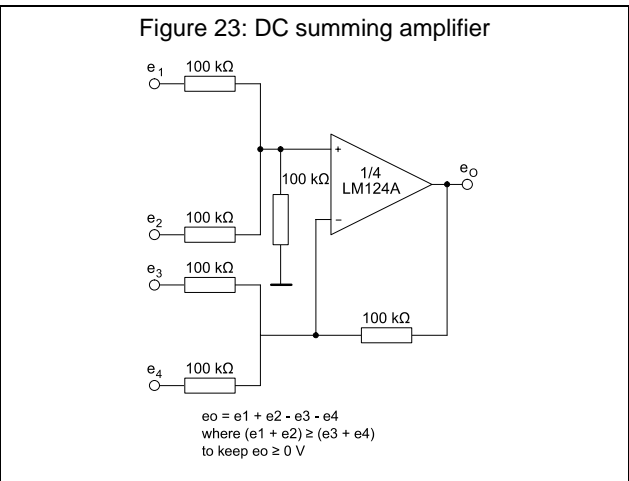 Figure 23: DC summing amplifier
e1
100 kΩ
+
1/4
LM124A
eO
100 kΩ
e2
100 kΩ
−
e3
100 kΩ
100 kΩ
e4
100 kΩ
eo = e1 + e2 - e3 - e4
where (e1 + e2) ≥ (e3 + e4)
to keep eo ≥ 0 V